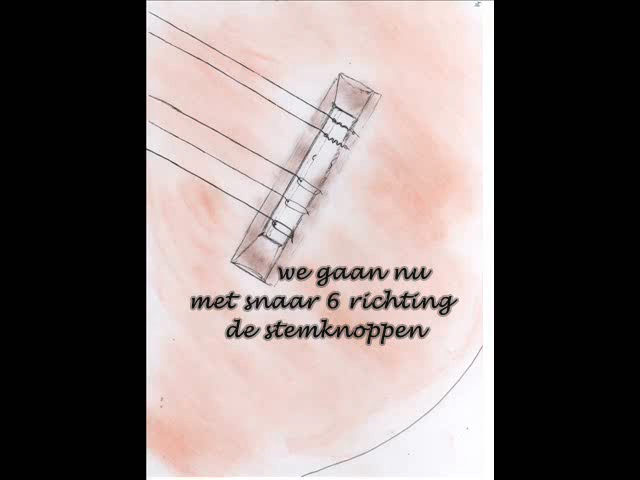 we gaan nu
met snaar 6 richting
de stemknoppen